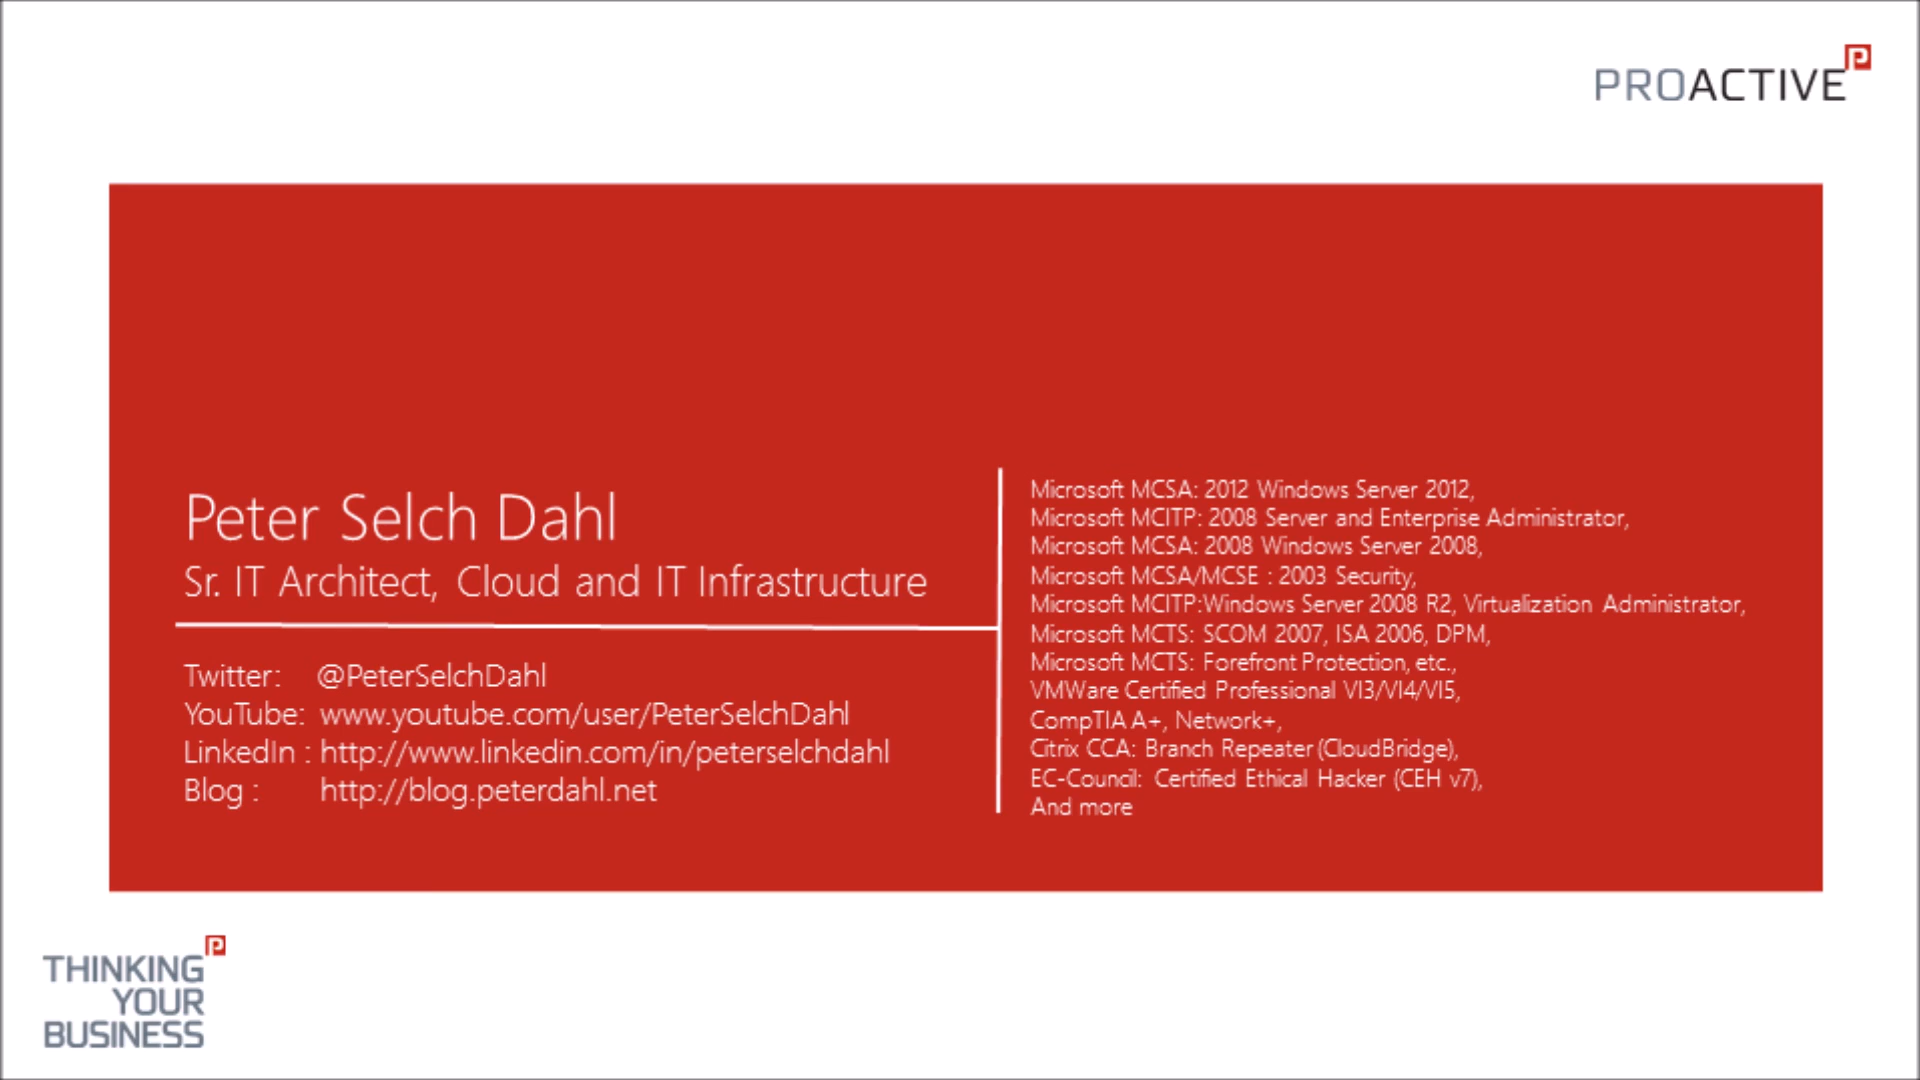 PROACTIVE
Peter Selch Dahl
Sr. IT Architect, Cloud and IT Infrastructure
Twitter: @PeterSelchDahl
YouTube: www.youtube.com/user/PeterSelchDahl
LinkedIn : http://www.linkedin.com/in/peterselchdahl
Blog : http://blog.peterdahl.net
Microsoft MCSA: 2012 Windows Server 2012,
Microsoft MCITP: 2008 Server and Enterprise Administrator,
Microsoft MCSA: 2008 Windows Server 2008,
Microsoft MCSA/MCSE : 2003 Security,
Microsoft MCITP:Windows Server 2008 R2, Virtualization Administrator,
Microsoft MCTS: SCOM 2007, ISA 2006, DPM,
Microsoft MCTS: Forefront Protection, etc.,
VMWare Certified Professional VI3/VI4/VI5,
CompTIA A+, Network+,
Citrix CCA: Branch Repeater (CloudBridge),
EC-Council: Certified Ethical Hacker (CEH v7),
And more
THINKING
YOUR
BUSINESS